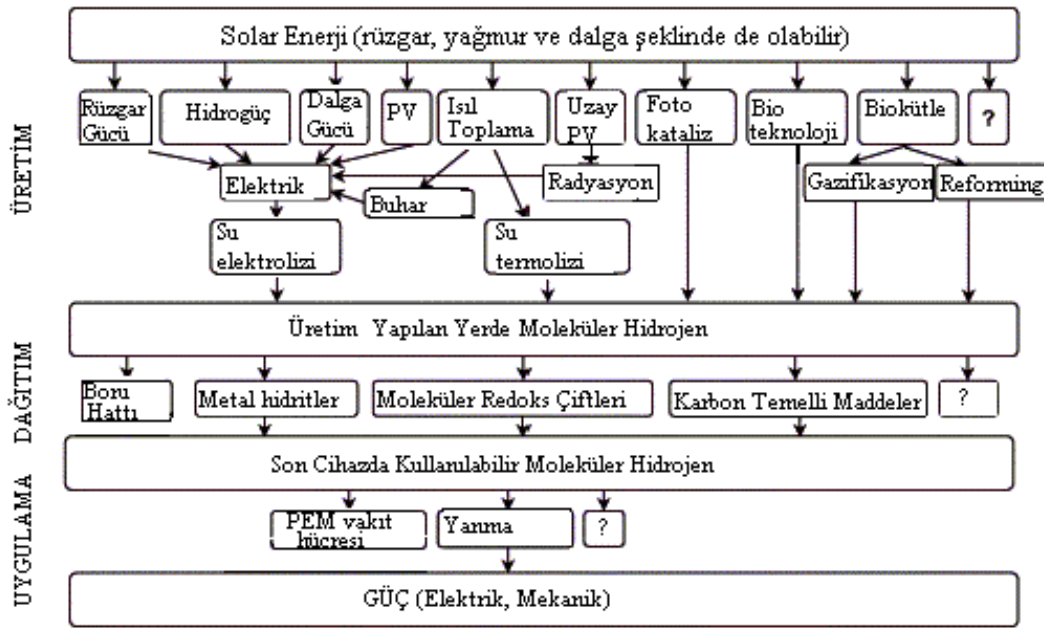 Solar Enerji (rüzgar, yağmur ve dalga şeklinde de olabilir)
ÜRETİM
Rüzgar
Gücü
Hidrogüç
Dalga
Gücü
PV
Isıl
Toplama
Uzay
PV
Foto
kataliz
Bio
teknoloji
Biokütle
?
Elektrik
Buhar
Radyasyon
Gazifikasyon
Reforming
Su
elektrolizi
Su
termolizi
Üretim Yapılan Yerde Moleküler Hidrojen
DAĞITIM
Boru
Hattı
Metal hidritler
Moleküler Redoks Çiftleri
Karbon Temelli Maddeler
?
Son Cihazda Kullanılabilir Moleküler Hidrojen
UYGULAMA
PEM vakıt
hücresi
Yanma
?
GÜÇ (Elektrik, Mekanik)